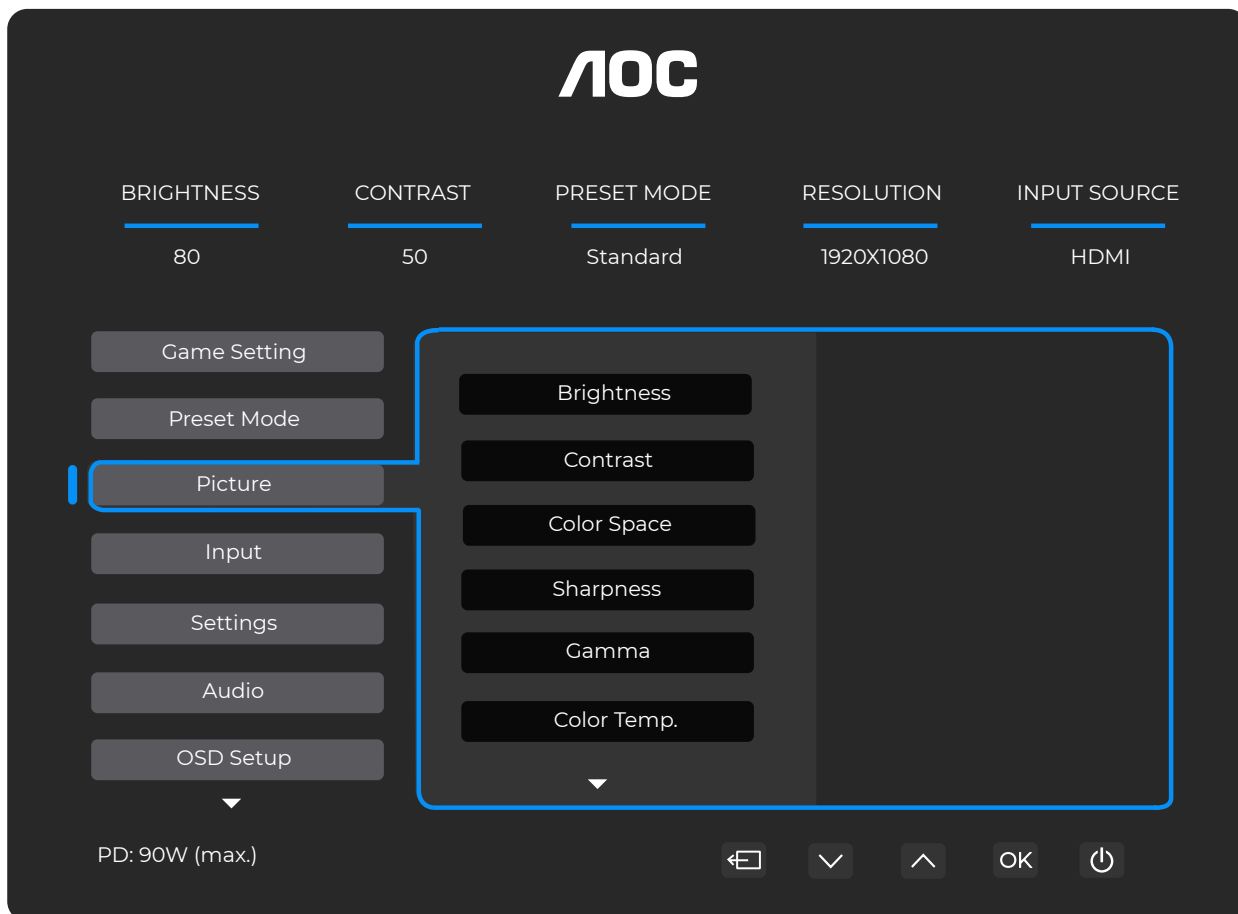 AOC
BRIGHTNESS CONTRAST PRESET MODE RESOLUTION INPUT SOURCE
80 50 Standard 1920X1080 HDMI
Game Setting
Preset Mode
Picture
Input
Settings
Audio
OSD Setup
Brightness
Contrast
Color Space
Sharpness
Gamma
Color Temp.
PD: 90W (max.)
OK